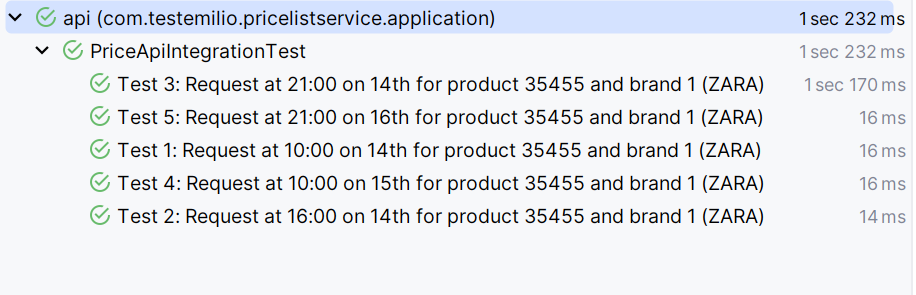 api (com.testemilio.pricelistservice.application) 1 sec 232 ms
PriceApiIntegrationTest 1 sec 232 ms
Test 3: Request at 21:00 on 14th for product 35455 and brand 1 (ZARA) 1 sec 170 ms
Test 5: Request at 21:00 on 16th for product 35455 and brand 1 (ZARA) 16 ms
Test 1: Request at 10:00 on 14th for product 35455 and brand 1 (ZARA) 16 ms
Test 4: Request at 10:00 on 15th for product 35455 and brand 1 (ZARA) 16 ms
Test 2: Request at 16:00 on 14th for product 35455 and brand 1 (ZARA) 14 ms